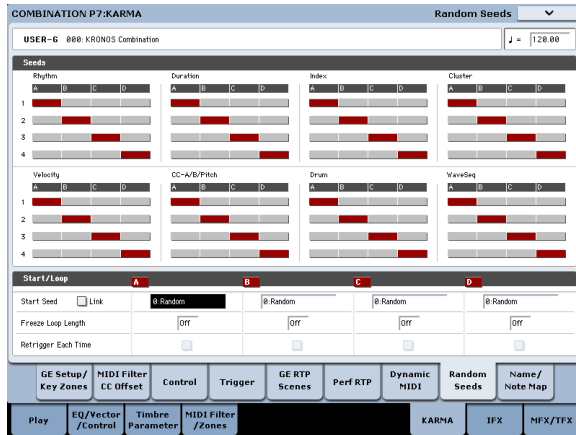 COMBINATION P7:KARMA Random Seeds
USER-G 000: KRONOS Combination ♩ = 120.00
Seeds
Rhythm Duration Index Cluster
A B C D A B C D A B C D A B C D
1
2
3
4
Velocity CC-A/B/Pitch Drum WaveSeq
A B C D A B C D A B C D A B C D
1
2
3
4
Start/Loop A B C D
Start Seed Link 0:Random 0:Random 0:Random 0:Random
Freeze Loop Length Off Off Off Off
Retrigger Each Time
GE Setup/ Key Zones
MIDI Filter CC Offset
Control
Trigger
GE RTP Scenes
Perf RTP
Dynamic MIDI
Random Seeds
Name/ Note Map
Play
EQ/Vector /Control
Timbre Parameter
MIDI Filter /Zones
KARMA
IFX
MFX/TFX